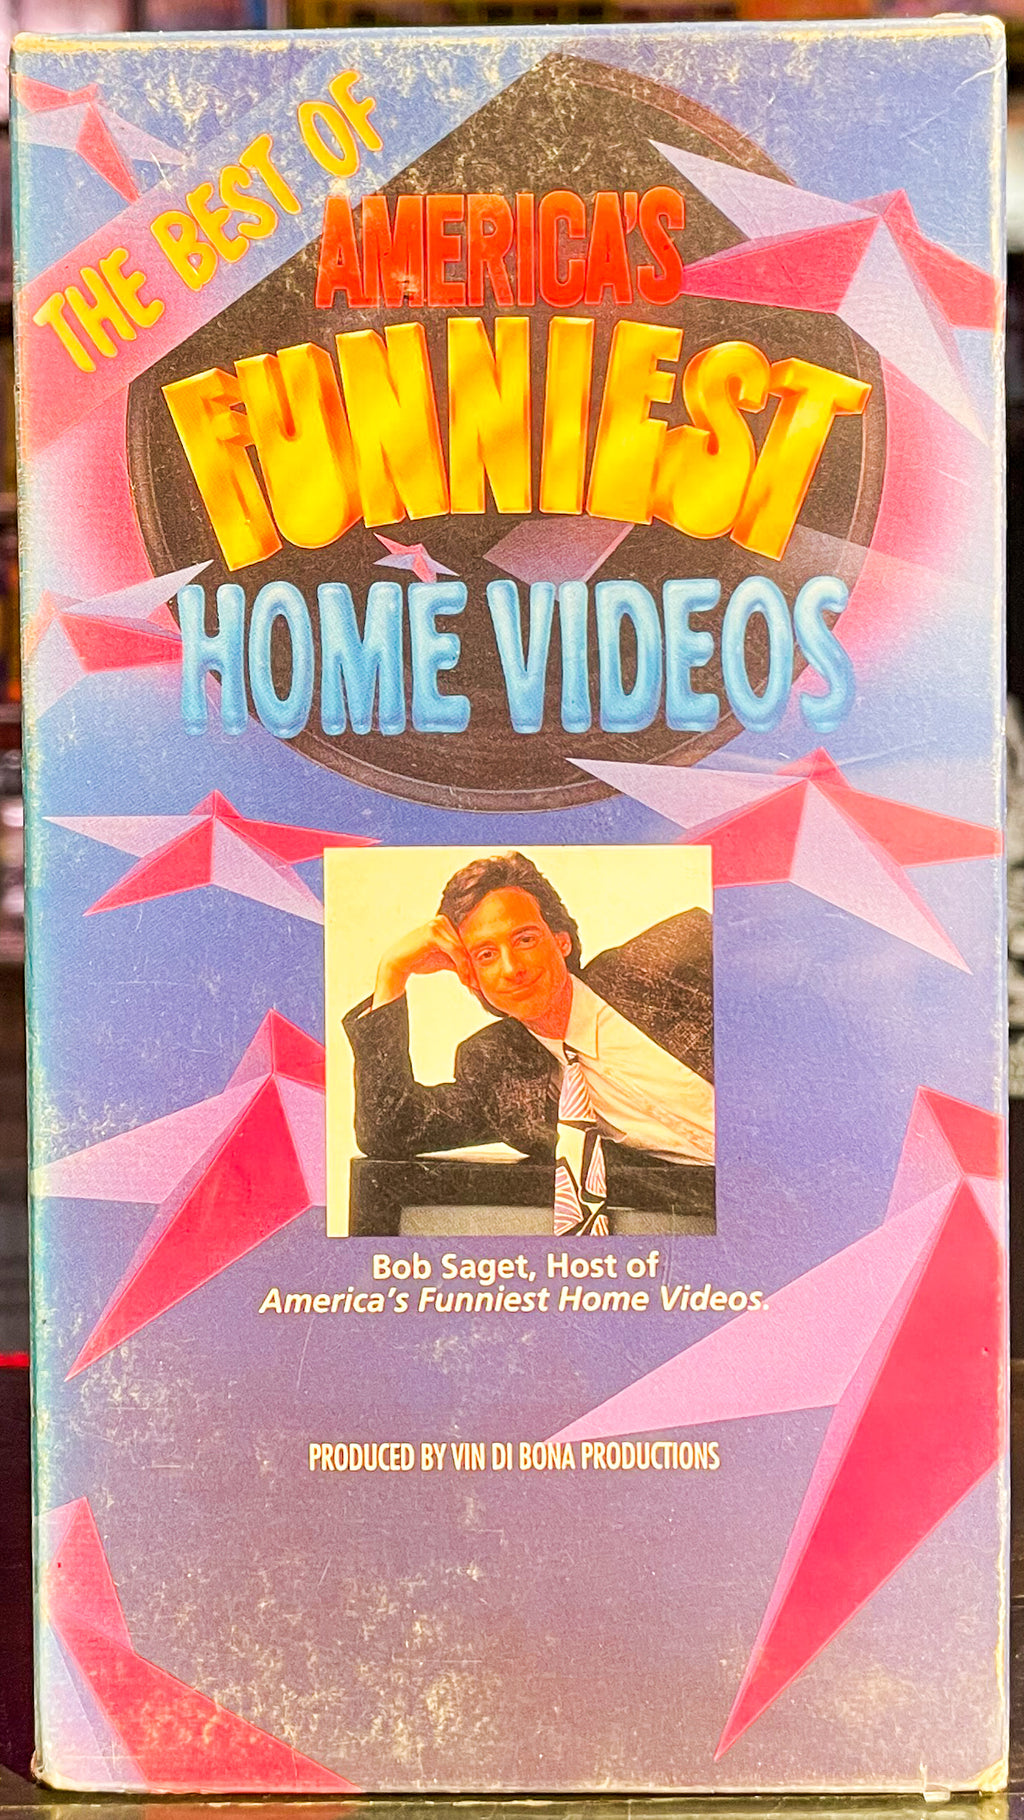 THE BEST OF
AMERICA'S
FUNNIEST
HOME VIDEOS
Bob Saget, Host of
America's Funniest Home Videos.
PRODUCED BY VIN DI BONA PRODUCTIONS